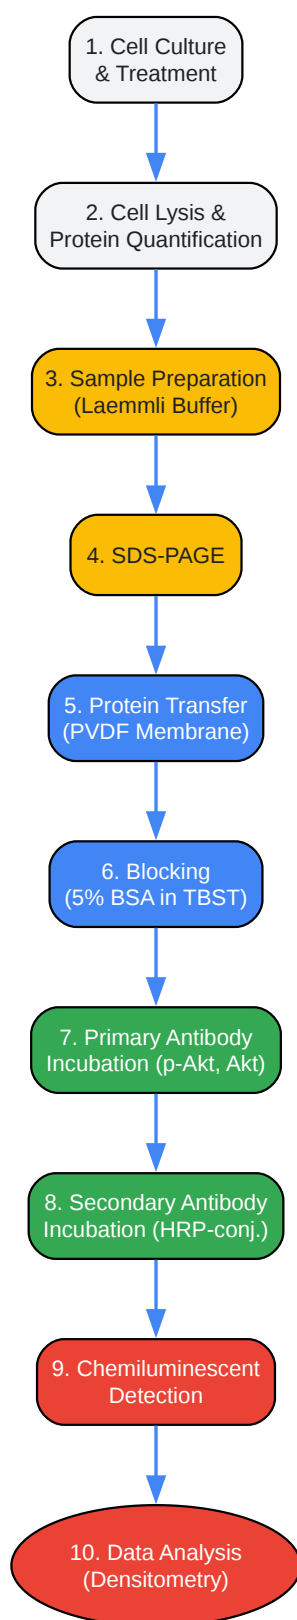 1. Cell Culture
& Treatment
2. Cell Lysis &
Protein Quantification
3. Sample Preparation
(Laemmli Buffer)
4. SDS-PAGE
5. Protein Transfer
(PVDF Membrane)
6. Blocking
(5% BSA in TBST)
7. Primary Antibody
Incubation (p-Akt, Akt)
8. Secondary Antibody
Incubation (HRP-conj.)
9. Chemiluminescent
Detection
10. Data Analysis
(Densitometry)